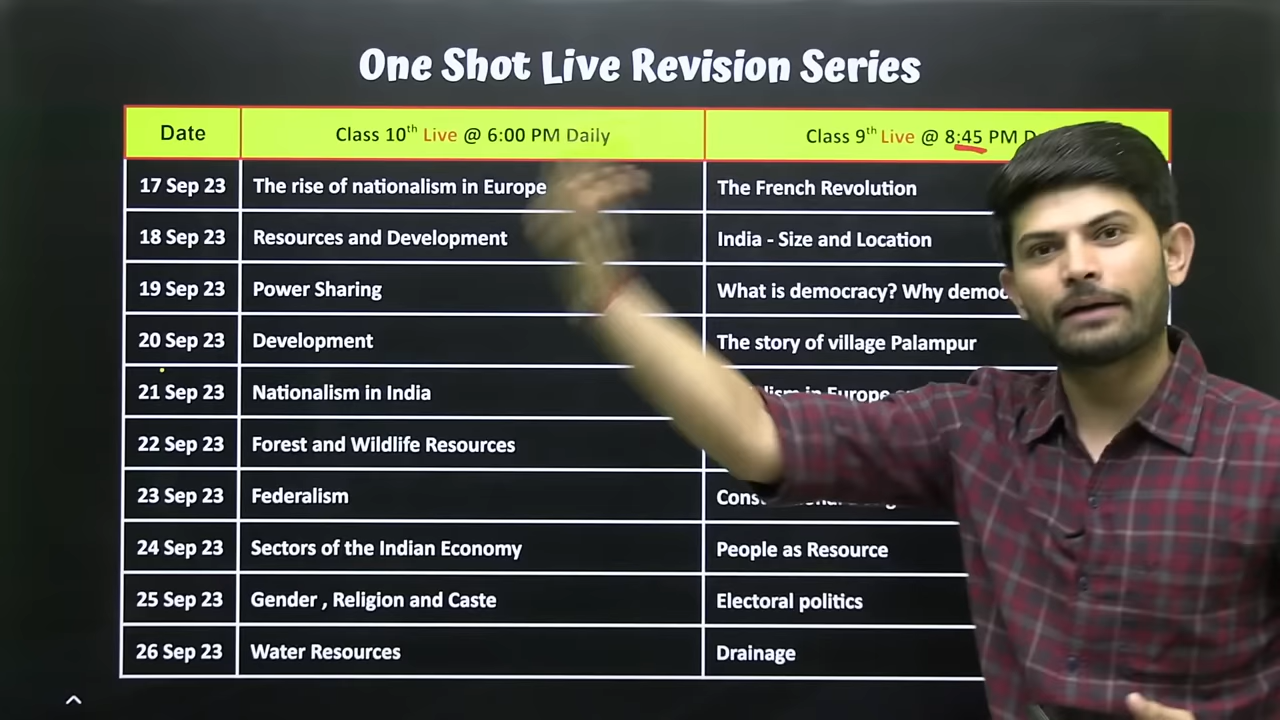 One Shot Live Revision Series
Date Class 10th Live @ 6:00 PM Daily Class 9th Live @ 8:45 PM
17 Sep 23 The rise of nationalism in Europe The French Revolution
18 Sep 23 Resources and Development India - Size and Location
19 Sep 23 Power Sharing What is democracy? Why
20 Sep 23 Development The story of village Palampur
21 Sep 23 Nationalism in India in Europe
22 Sep 23 Forest and Wildlife Resources
23 Sep 23 Federalism
24 Sep 23 Sectors of the Indian Economy People as Resource
25 Sep 23 Gender , Religion and Caste Electoral politics
26 Sep 23 Water Resources Drainage